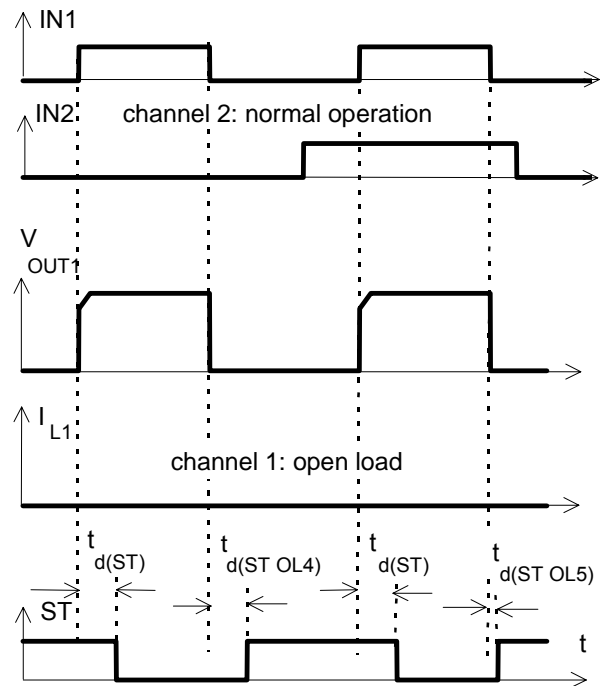 IN1
IN2 channel 2: normal operation
V
OUT1
I L1
channel 1: open load
t d(ST)
t d(ST OL4)
t d(ST)
t d(ST OL5)
ST
t